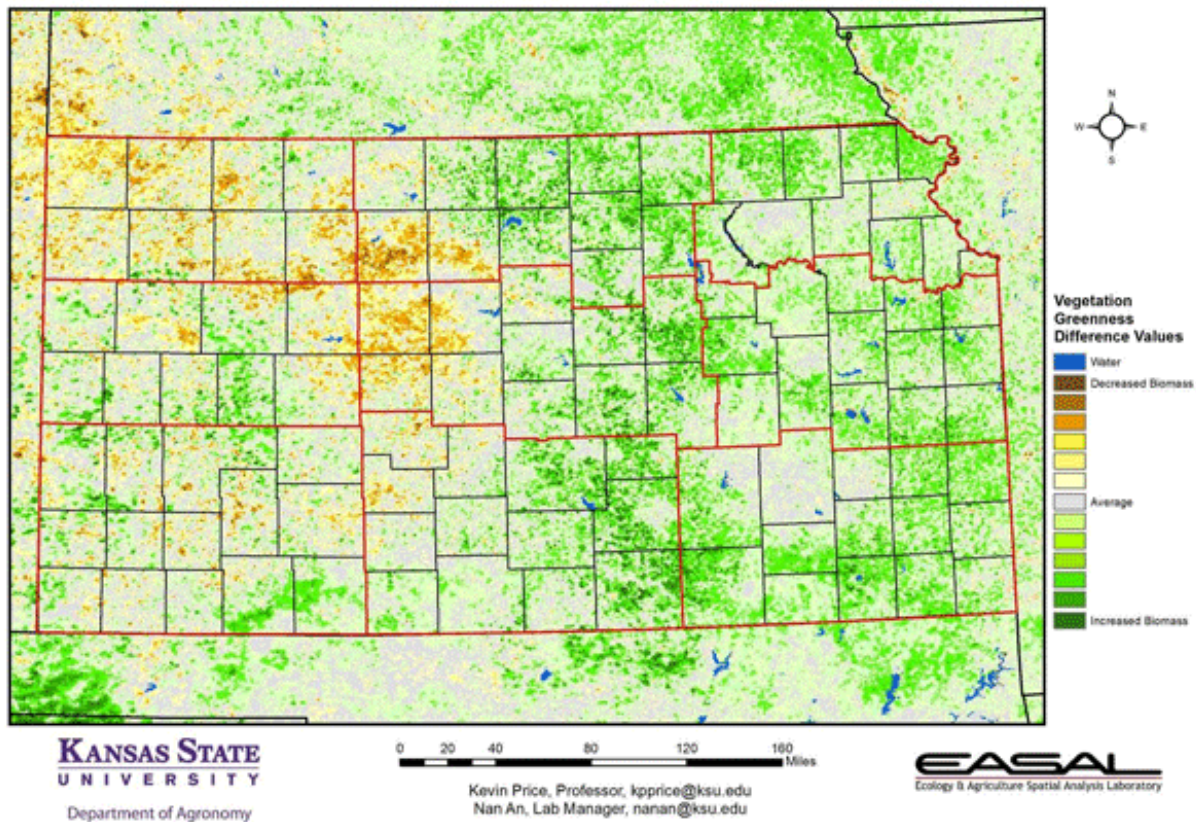 N
W
E
S
Vegetation
Greenness
Difference Values
Water
Decreased Biomass
Average
Increased Biomass
KANSAS STATE
UNIVERSITY
Department of Agronomy
0 20 40 80 120 160
Miles
Kevin Price, Professor, kpprice@ksu.edu
Nan An, Lab Manager, nanan@ksu.edu
EASAL
Ecology & Agriculture Spatial Analysis Laboratory